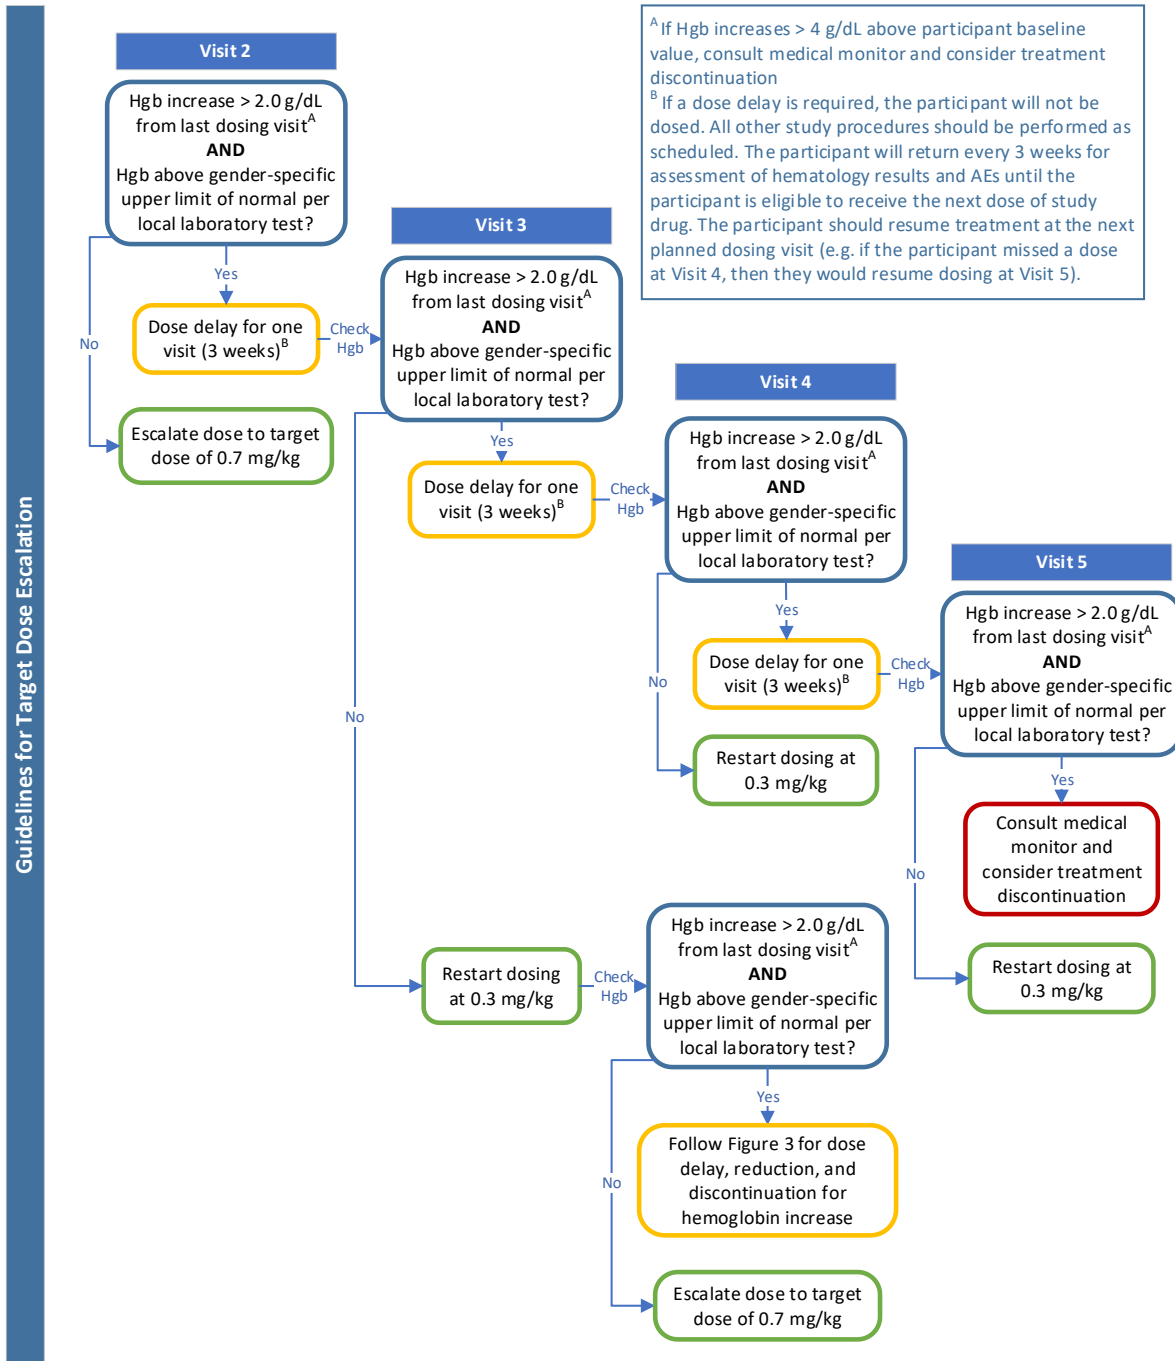 Guidelines for Target Dose Escalation
Visit 2
Hgb increase > 2.0 g/dL
from last dosing visitᴬ
AND
Hgb above gender-specific
upper limit of normal per
local laboratory test?
Yes
No
Dose delay for one
visit (3 weeks)ᴮ
Check
Hgb
Escalate dose to target
dose of 0.7 mg/kg
ᴬ If Hgb increases > 4 g/dL above participant baseline
value, consult medical monitor and consider treatment
discontinuation
ᴮ If a dose delay is required, the participant will not be
dosed. All other study procedures should be performed as
scheduled. The participant will return every 3 weeks for
assessment of hematology results and AEs until the
participant is eligible to receive the next dose of study
drug. The participant should resume treatment at the next
planned dosing visit (e.g. if the participant missed a dose
at Visit 4, then they would resume dosing at Visit 5).
Visit 3
Hgb increase > 2.0 g/dL
from last dosing visitᴬ
AND
Hgb above gender-specific
upper limit of normal per
local laboratory test?
Yes
No
Dose delay for one
visit (3 weeks)ᴮ
Check
Hgb
Visit 4
Hgb increase > 2.0 g/dL
from last dosing visitᴬ
AND
Hgb above gender-specific
upper limit of normal per
local laboratory test?
Yes
No
Dose delay for one
visit (3 weeks)ᴮ
Check
Hgb
Restart dosing at
0.3 mg/kg
Visit 5
Hgb increase > 2.0 g/dL
from last dosing visitᴬ
AND
Hgb above gender-specific
upper limit of normal per
local laboratory test?
Yes
No
Consult medical
monitor and
consider treatment
discontinuation
Restart dosing at
0.3 mg/kg
Restart dosing
at 0.3 mg/kg
Check
Hgb
Hgb increase > 2.0 g/dL
from last dosing visitᴬ
AND
Hgb above gender-specific
upper limit of normal per
local laboratory test?
Yes
No
Follow Figure 3 for dose
delay, reduction, and
discontinuation for
hemoglobin increase
Escalate dose to target
dose of 0.7 mg/kg